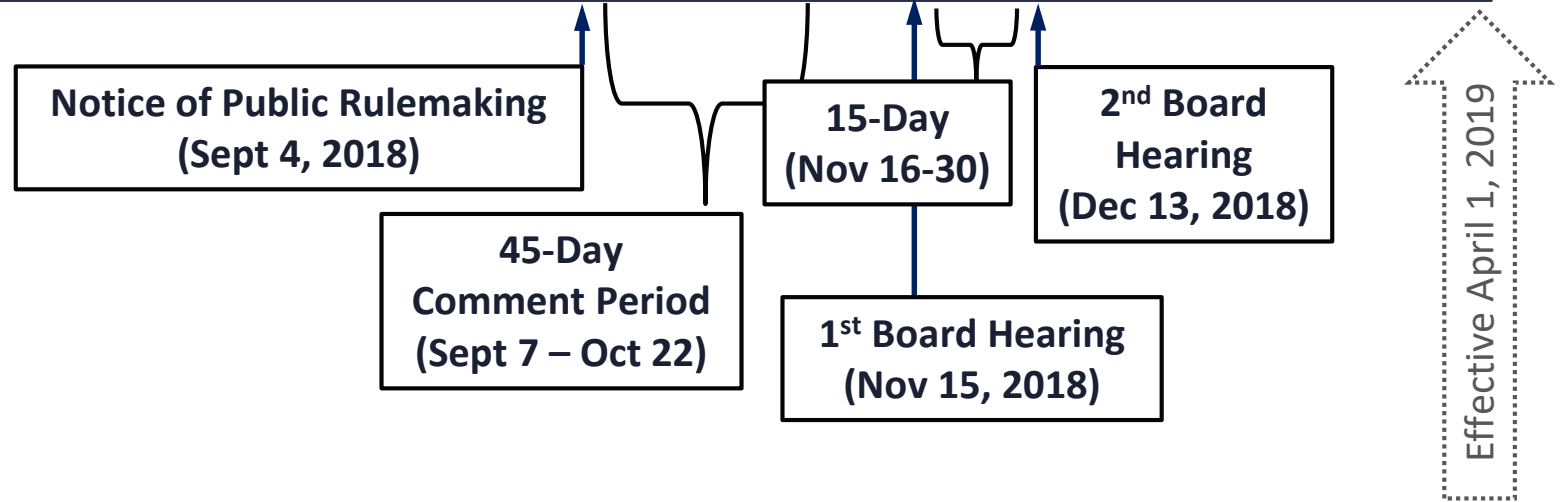 Notice of Public Rulemaking
(Sept 4, 2018)
45-Day
Comment Period
(Sept 7 – Oct 22)
15-Day
(Nov 16-30)
1st Board Hearing
(Nov 15, 2018)
2nd Board
Hearing
(Dec 13, 2018)
Effective April 1, 2019